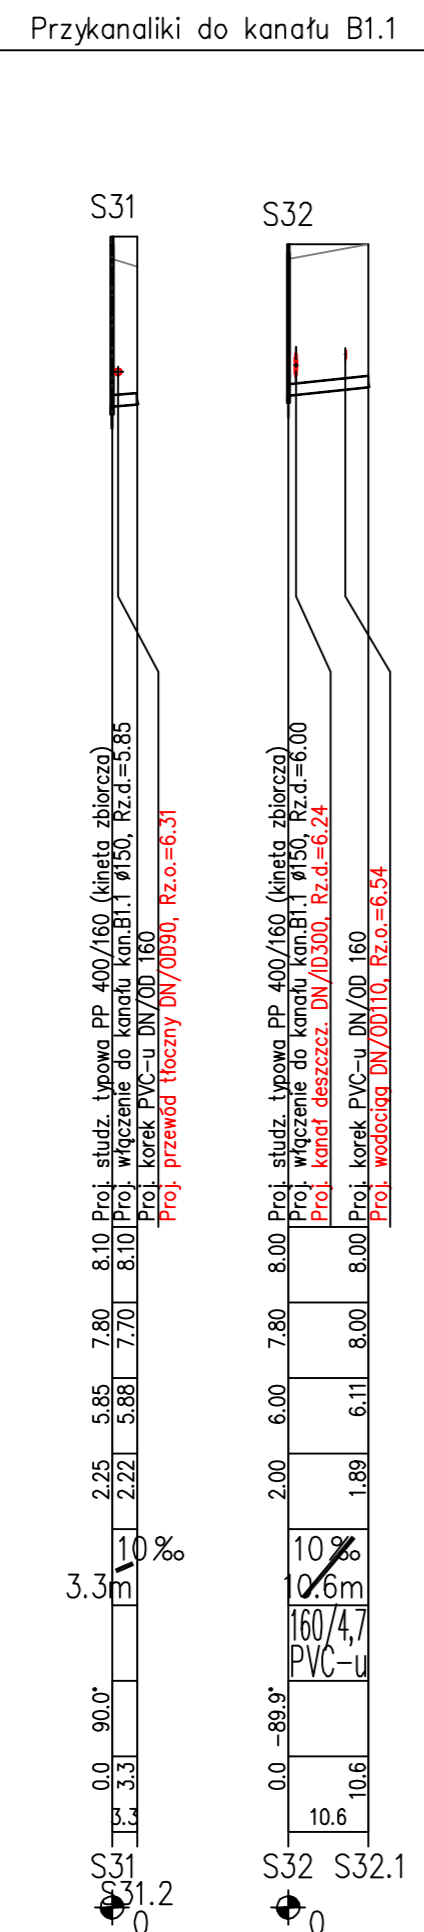 Przykanaliki do kanału B1.1
S31
S32
Proj. studz. typowa PP 400/160 (kineta zbiorcza)
Proj. włączenie do kanału kan.B1.1 ø150, Rz.d.=5.85
Proj. korek PVC-u DN/OD 160
Proj. przewód tłoczny DN/OD90, Rz.o.=6.31
Proj. studz. typowa PP 400/160 (kineta zbiorcza)
Proj. włączenie do kanału kan.B1.1 ø150, Rz.d.=6.00
Proj. kanał deszczcz. DN/ID300, Rz.d.=6.24
Proj. korek PVC-u DN/OD 160
Proj. wodociąg DN/OD110, Rz.o.=6.54
8.10 8.10 8.00 8.00
7.80 7.70 7.80 8.00
5.85 5.88 6.00 6.11
2.25 2.22 2.00 1.89
10‰ 10‰
3.3m 10.6m
160/4,7
PVC-u
90.0° -89.9°
0.0 3.3 0.0 10.6
3.3 10.6
S31 S32 S32.1
S31.2
0 0